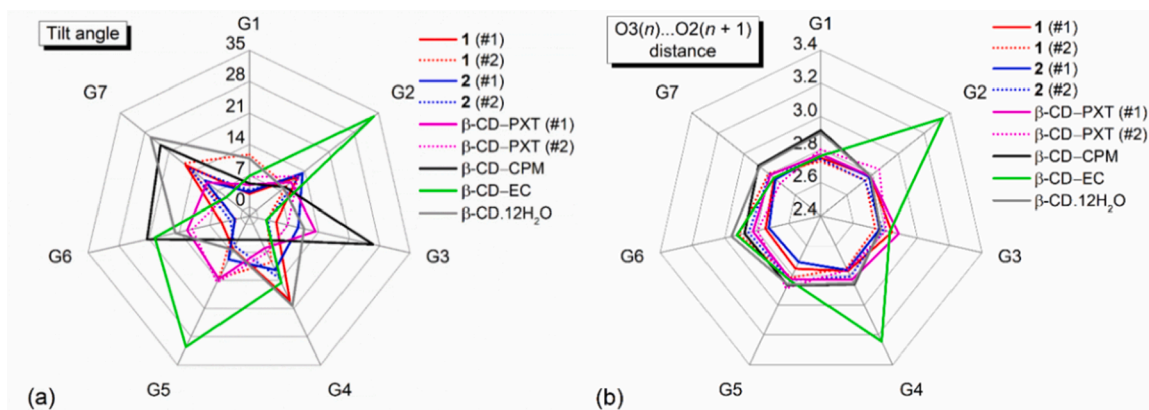 Tilt angle
G1
35
28
21
14
7
0
G2
G3
G4
G5
G6
G7
1 (#1)
1 (#2)
2 (#1)
2 (#2)
β-CD–PXT (#1)
β-CD–PXT (#2)
β-CD–CPM
β-CD–EC
β-CD.12H₂O
(a)
O3(n)...O2(n + 1)
distance
G1
3.4
3.2
3.0
2.8
2.6
2.4
G2
G3
G4
G5
G6
G7
1 (#1)
1 (#2)
2 (#1)
2 (#2)
β-CD–PXT (#1)
β-CD–PXT (#2)
β-CD–CPM
β-CD–EC
β-CD.12H₂O
(b)